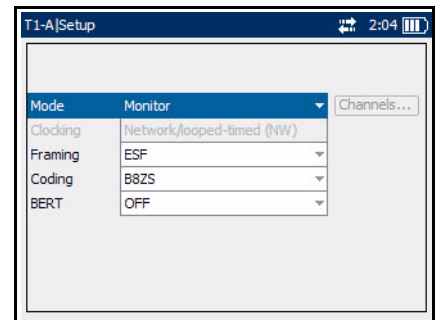 T1-A|Setup 2:04
Mode Monitor Channels...
Clocking Network/looped-timed (NW)
Framing ESF
Coding B8ZS
BERT OFF